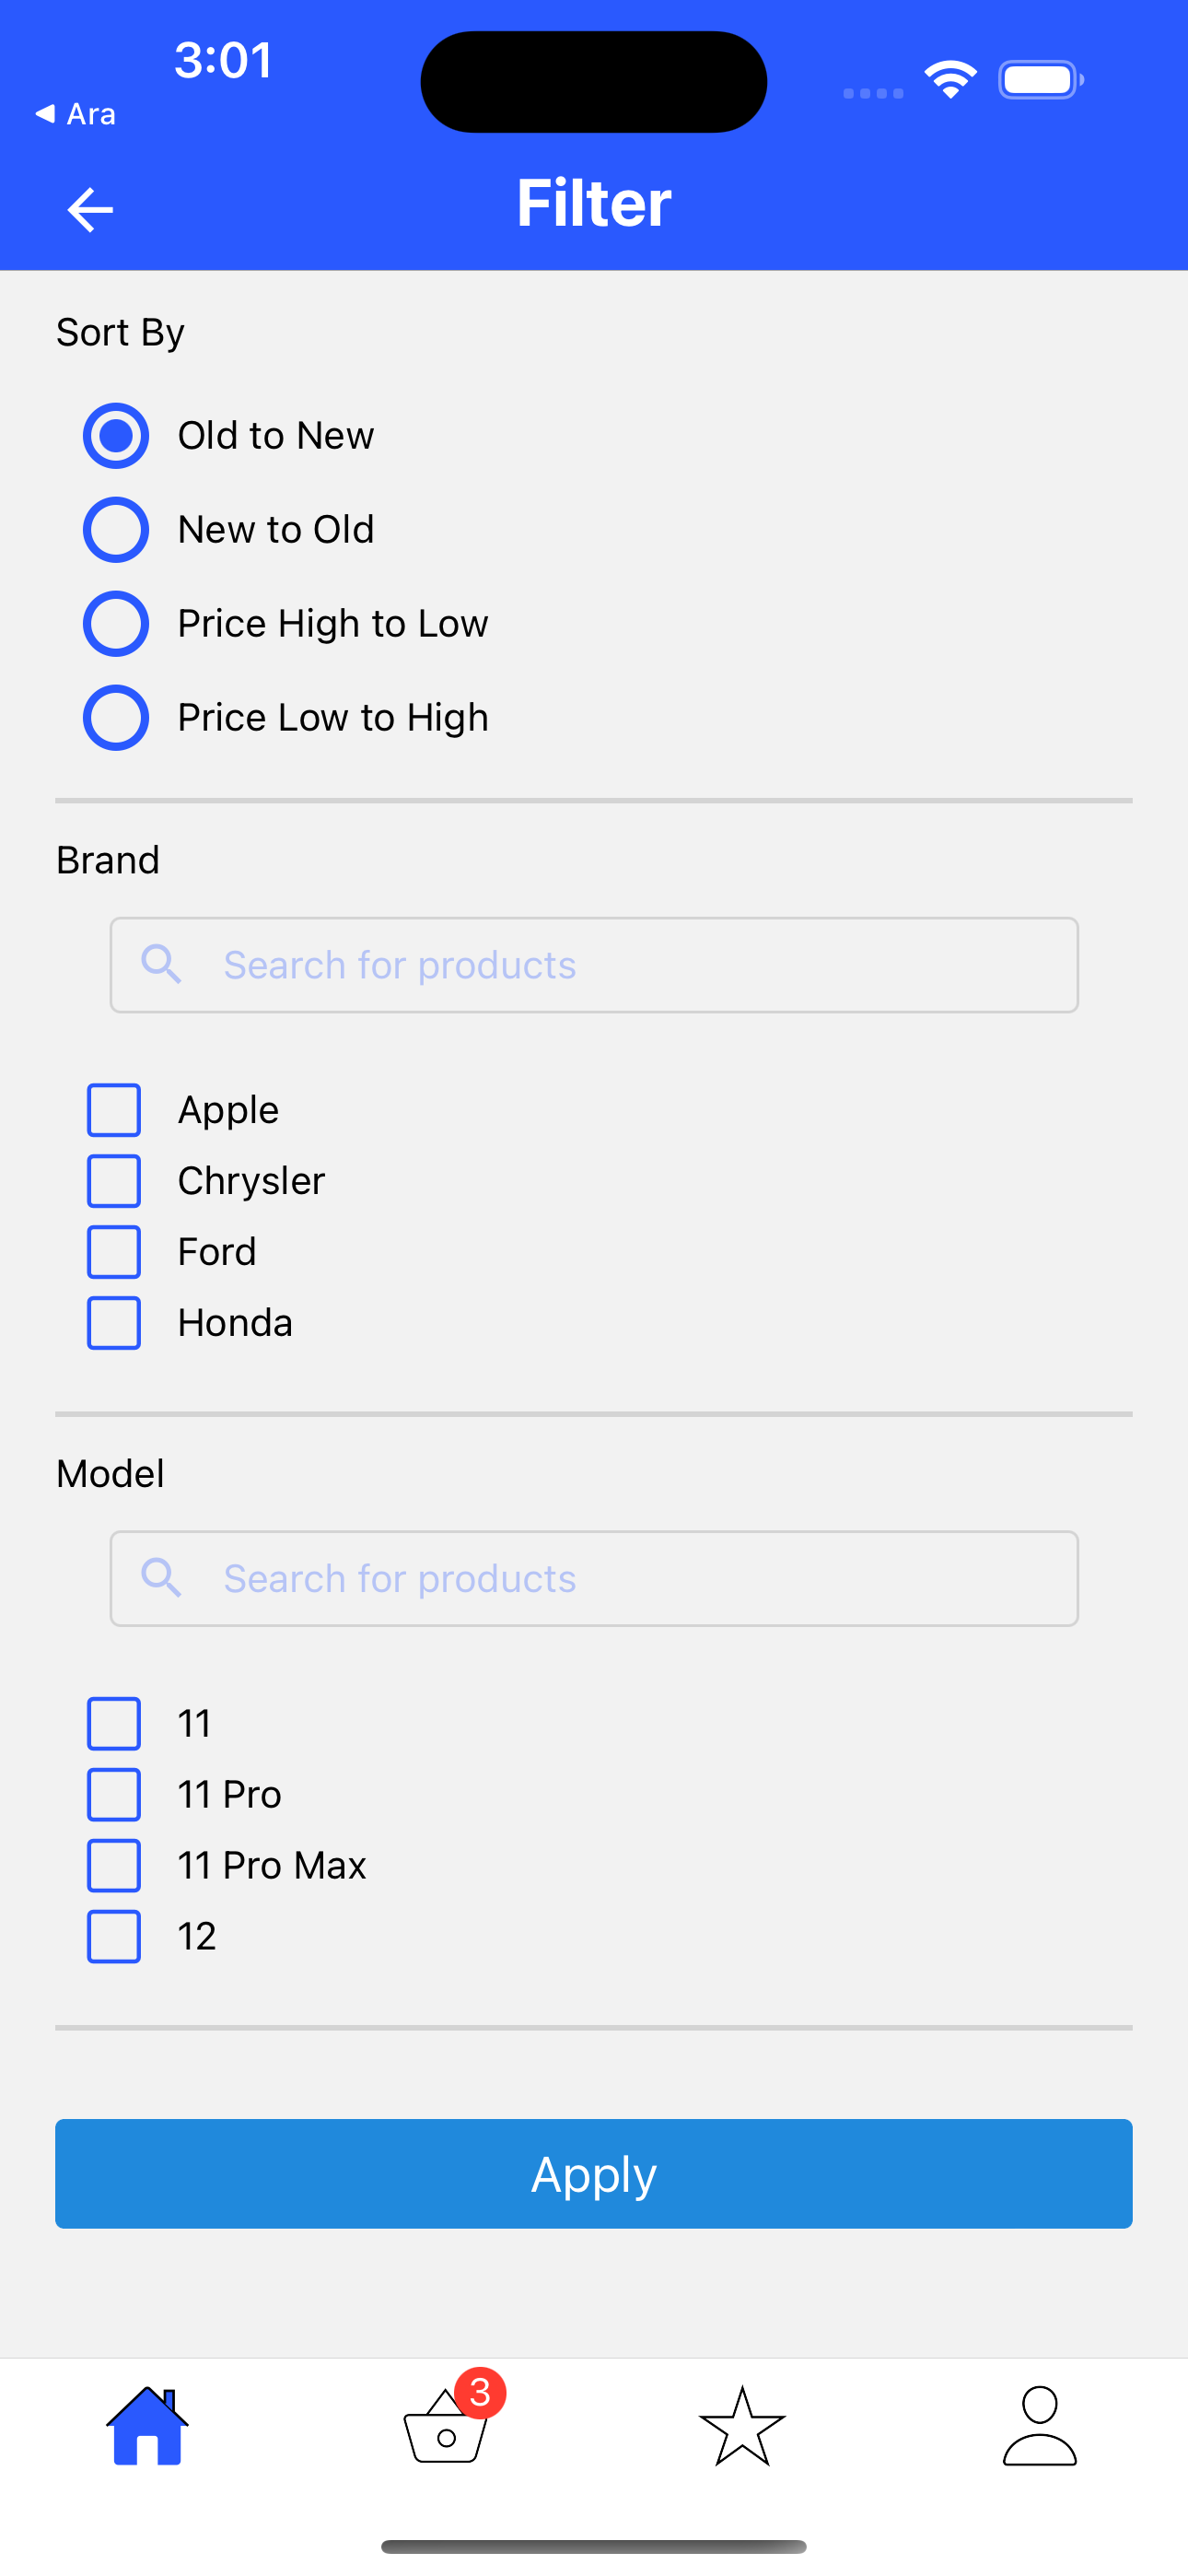 3:01
Ara
Filter
Sort By
Old to New
New to Old
Price High to Low
Price Low to High
Brand
Search for products
Apple
Chrysler
Ford
Honda
Model
Search for products
11
11 Pro
11 Pro Max
12
Apply
3